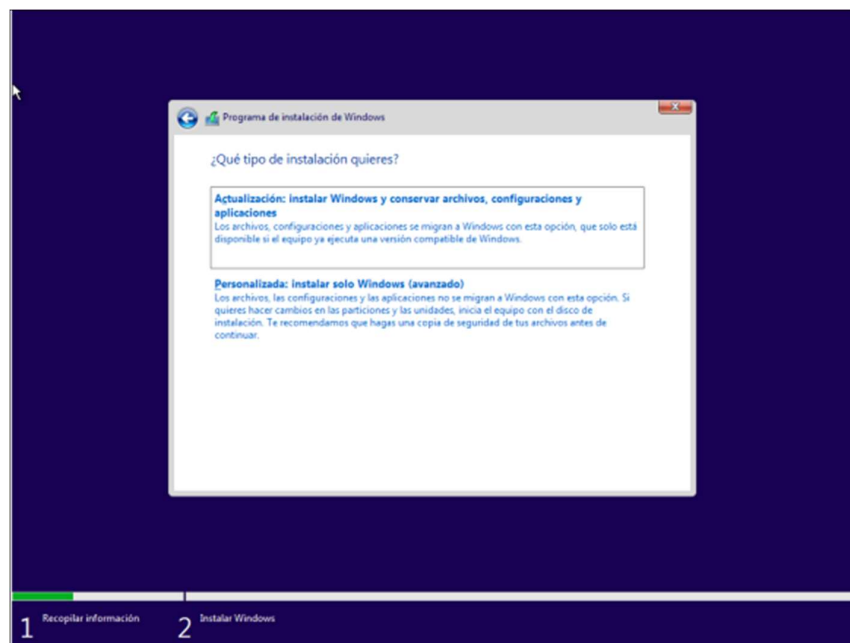 Programa de instalación de Windows
¿Qué tipo de instalación quieres?
Actualización: instalar Windows y conservar archivos, configuraciones y
aplicaciones
Los archivos, configuraciones y aplicaciones se migran a Windows con esta opción, que solo está
disponible si el equipo ya ejecuta una versión compatible de Windows.
Personalizada: instalar solo Windows (avanzado)
Los archivos, las configuraciones y las aplicaciones no se migran a Windows con esta opción. Si
quieres hacer cambios en las particiones y las unidades, inicia el equipo con el disco de
instalación. Te recomendamos que hagas una copia de seguridad de tus archivos antes de
continuar.
1 Recopilar información
2 Instalar Windows